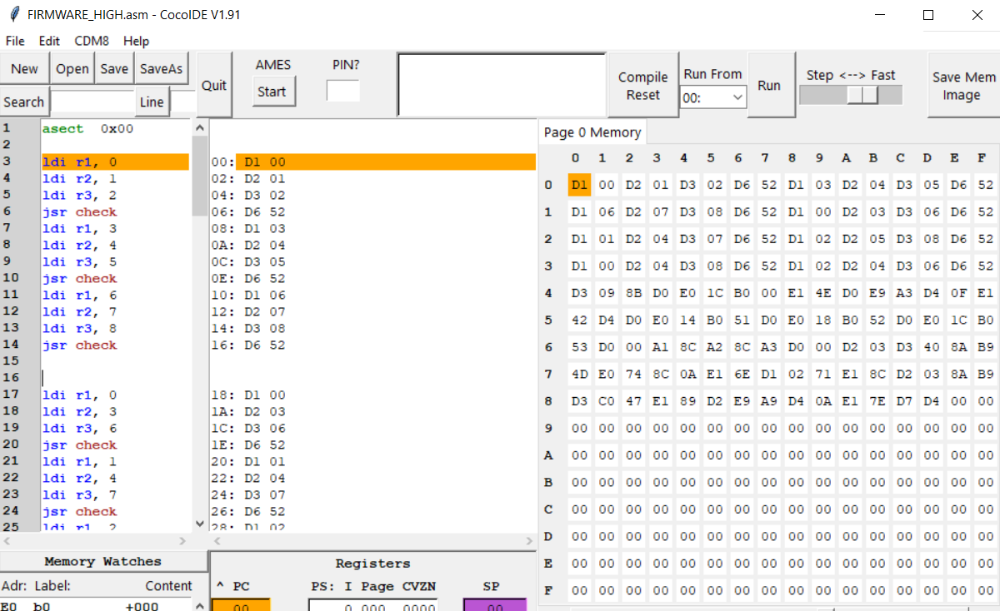 FIRMWARE_HIGH.asm - CocoIDE V1.91
File Edit CDM8 Help
New Open Save SaveAs
Quit
AMES
Start
PIN?
Compile
Reset
Run From
00:
Run
Step <--> Fast
Save Mem
Image
Search
Line
1 asect 0x00
2
3 ldi r1, 0
4 ldi r2, 1
5 ldi r3, 2
6 jsr check
7 ldi r1, 3
8 ldi r2, 4
9 ldi r3, 5
10 jsr check
11 ldi r1, 6
12 ldi r2, 7
13 ldi r3, 8
14 jsr check
15
16
17 ldi r1, 0
18 ldi r2, 3
19 ldi r3, 6
20 jsr check
21 ldi r1, 1
22 ldi r2, 4
23 ldi r3, 7
24 jsr check
25 ldi r1, 2
00: D1 00
02: D2 01
04: D3 02
06: D6 52
08: D1 03
0A: D2 04
0C: D3 05
0E: D6 52
10: D1 06
12: D2 07
14: D3 08
16: D6 52
18: D1 00
1A: D2 03
1C: D3 06
1E: D6 52
20: D1 01
22: D2 04
24: D3 07
26: D6 52
28: D1 02
Page 0 Memory
0 1 2 3 4 5 6 7 8 9 A B C D E F
0 D1 00 D2 01 D3 02 D6 52 D1 03 D2 04 D3 05 D6 52
1 D1 06 D2 07 D3 08 D6 52 D1 00 D2 03 D3 06 D6 52
2 D1 01 D2 04 D3 07 D6 52 D1 02 D2 05 D3 08 D6 52
3 D1 00 D2 04 D3 08 D6 52 D1 02 D2 04 D3 06 D6 52
4 D3 09 8B D0 E0 1C B0 00 E1 4E D0 E9 A3 D4 0F E1
5 42 D4 D0 E0 14 B0 51 D0 E0 18 B0 52 D0 E0 1C B0
6 53 D0 00 A1 8C A2 8C A3 D0 00 D2 03 D3 40 8A B9
7 4D E0 74 8C 0A E1 6E D1 02 71 E1 8C D2 03 8A B9
8 D3 C0 47 E1 89 D2 E9 A9 D4 0A E1 7E D7 D4 00 00
9 00 00 00 00 00 00 00 00 00 00 00 00 00 00 00 00
A 00 00 00 00 00 00 00 00 00 00 00 00 00 00 00 00
B 00 00 00 00 00 00 00 00 00 00 00 00 00 00 00 00
C 00 00 00 00 00 00 00 00 00 00 00 00 00 00 00 00
D 00 00 00 00 00 00 00 00 00 00 00 00 00 00 00 00
E 00 00 00 00 00 00 00 00 00 00 00 00 00 00 00 00
F 00 00 00 00 00 00 00 00 00 00 00 00 00 00 00 00
Memory Watches
Adr: Label: Content
E0 b0 +000
Registers
^ PC PS: I Page CVZN SP
00 0 000 0000 00